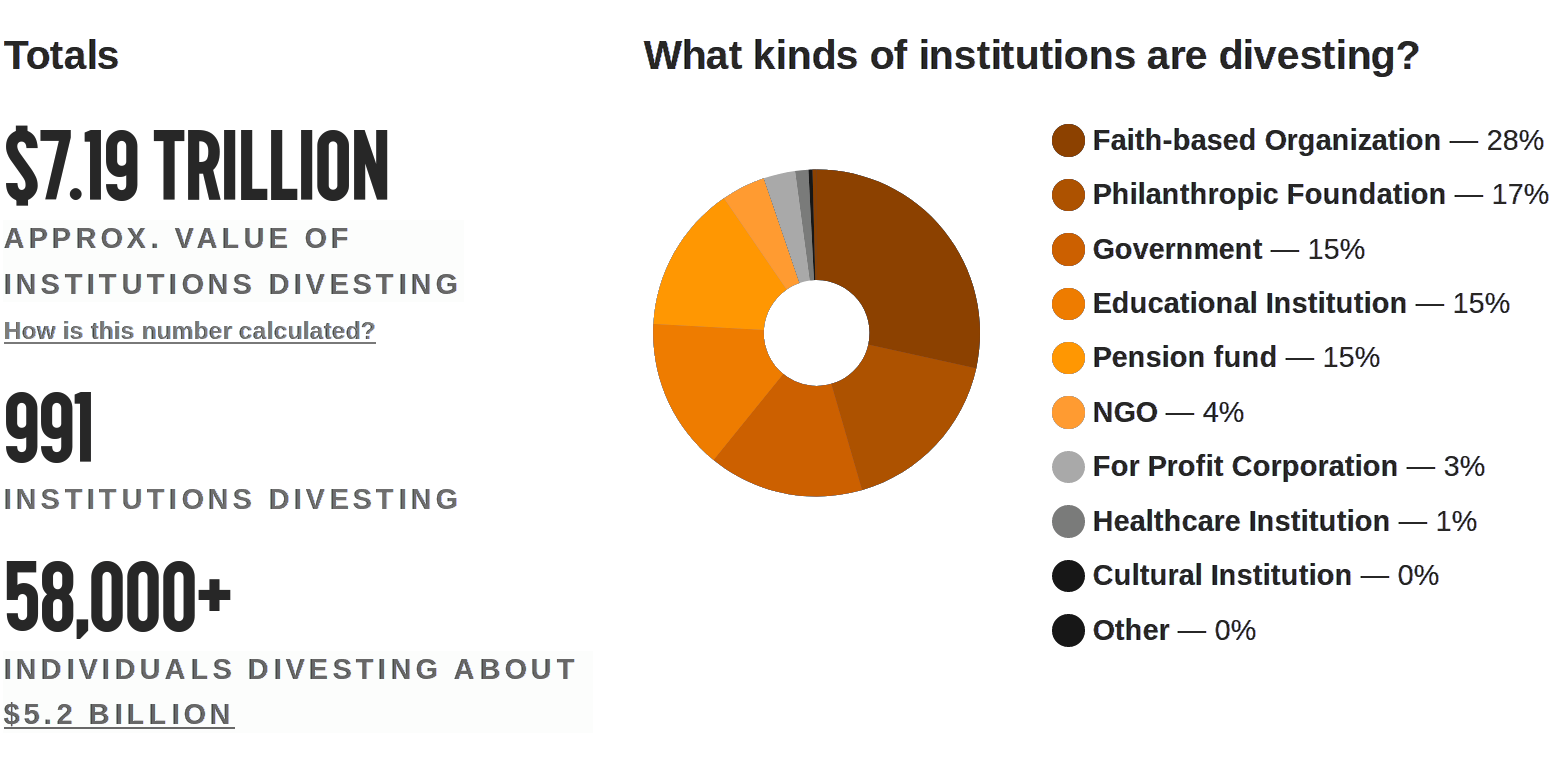 Totals
$7.19 TRILLION
APPROX. VALUE OF
INSTITUTIONS DIVESTING
How is this number calculated?
991
INSTITUTIONS DIVESTING
58,000+
INDIVIDUALS DIVESTING ABOUT
$5.2 BILLION
What kinds of institutions are divesting?
Faith-based Organization — 28%
Philanthropic Foundation — 17%
Government — 15%
Educational Institution — 15%
Pension fund — 15%
NGO — 4%
For Profit Corporation — 3%
Healthcare Institution — 1%
Cultural Institution — 0%
Other — 0%